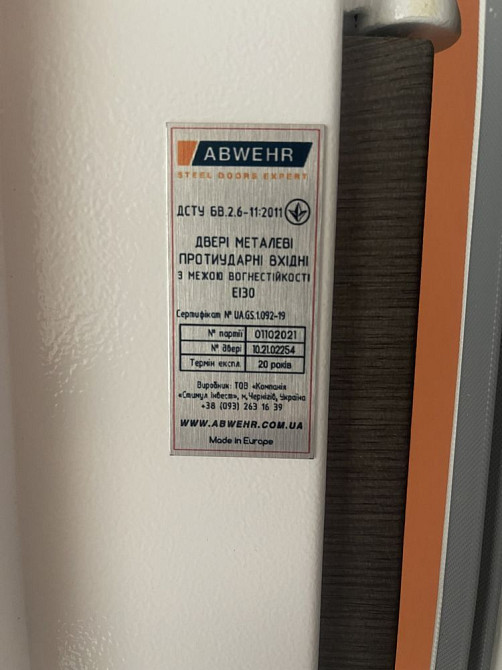 ABWEHR
STEEL DOORS EXPERT
ДСТУ БВ.2.6-11:2011
ДВЕРІ МЕТАЛЕВІ
ПРОТИУДАРНІ ВХІДНІ
З МЕЖОЮ ВОГНЕСТІЙКОСТІ
EI30
Сертифікат № UA.GS.1.092-19
№ партії 01102021
№ двері 10.21.02254
Термін експл. 20 років
Виробник: ТОВ «Компанія
«Стимул Інвест», м.Чернігів, Україна
+38 (093) 263 16 39
WWW.ABWEHR.COM.UA
Made in Europe